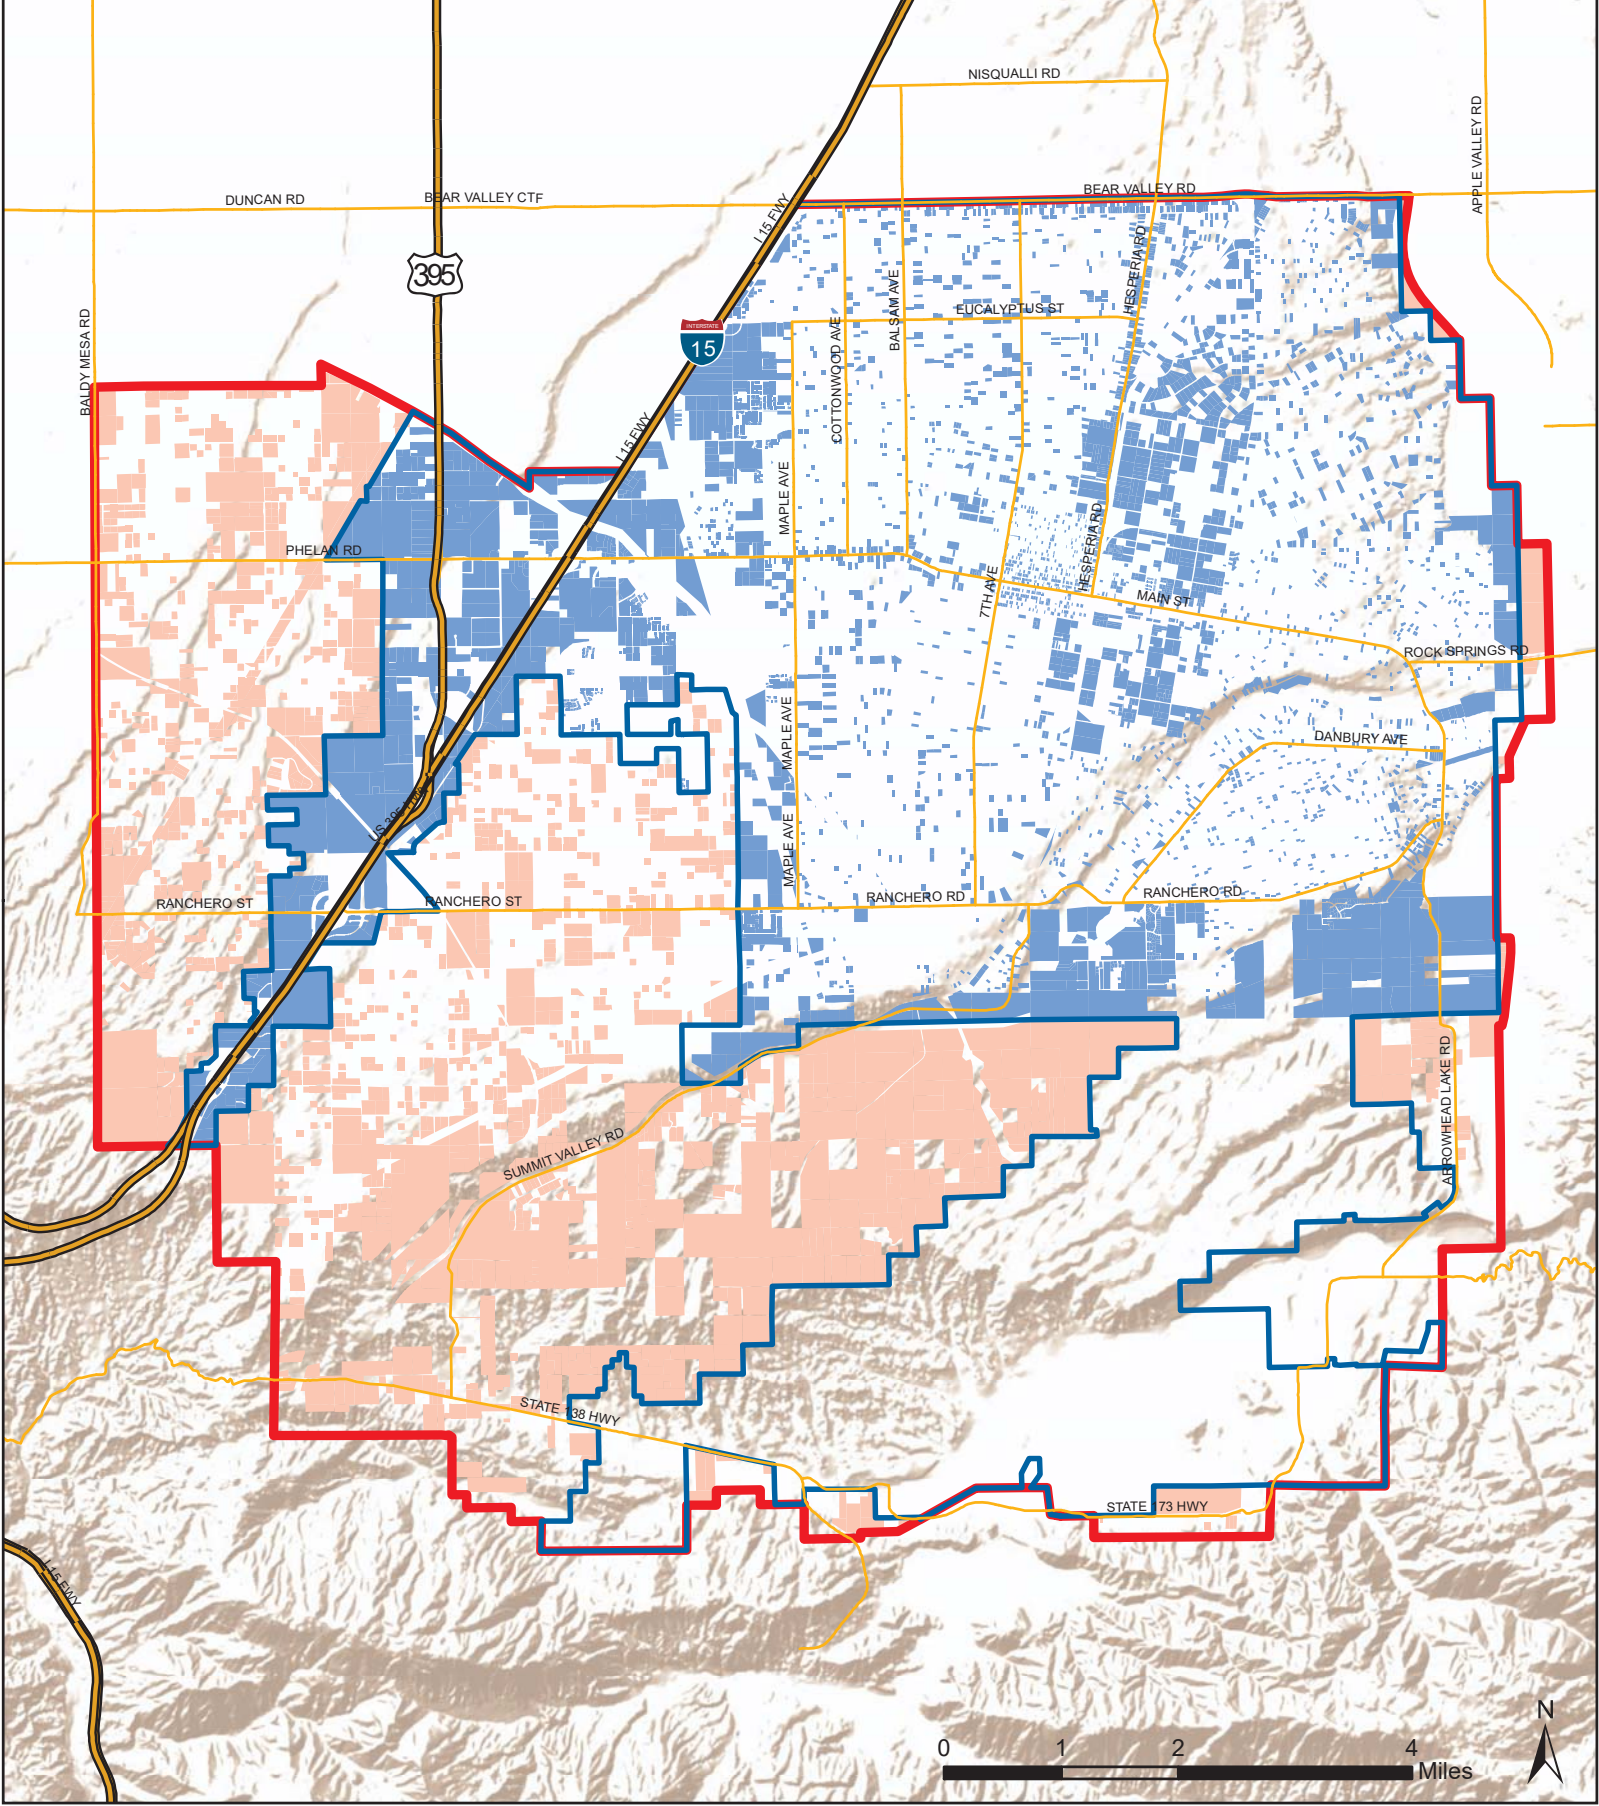 NISQUALLI RD
APPLE VALLEY RD
DUNCAN RD
BEAR VALLEY CTF
BEAR VALLEY RD
I 15 FWY
395
HESPERIA RD
BALSAM AVE
EUCALYPTUS ST
COTTONWOOD AVE
INTERSTATE
15
BALDY MESA RD
I 15 FWY
MAPLE AVE
HESPERIA RD
PHELAN RD
7TH AVE
MAIN ST
ROCK SPRINGS RD
MAPLE AVE
DANBURY AVE
MAPLE AVE
RANCHERO ST
RANCHERO ST
RANCHERO RD
RANCHERO RD
ARROWHEAD LAKE RD
SUMMIT VALLEY RD
STATE 138 HWY
STATE 173 HWY
I 15 FWY
N
0 1 2 4
Miles